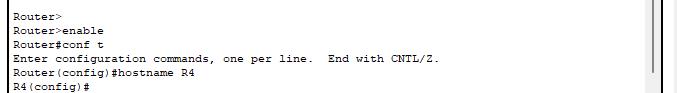 Router>
Router>enable
Router#conf t
Enter configuration commands, one per line.  End with CNTL/Z.
Router(config)#hostname R4
R4(config)#